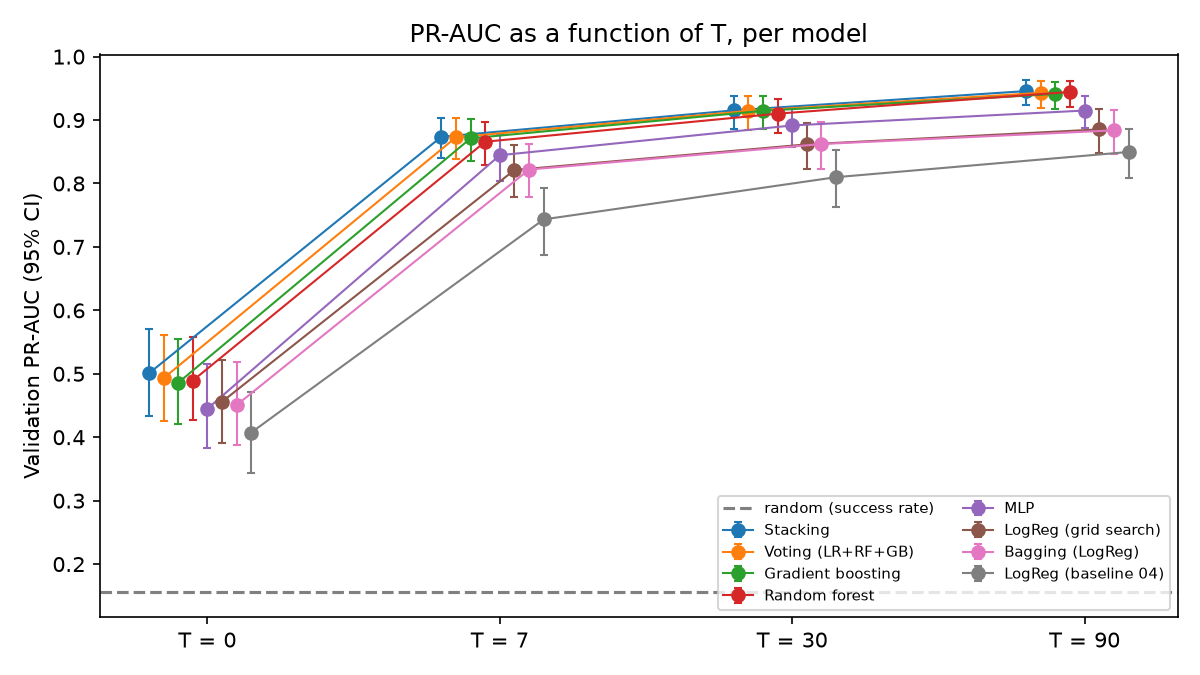 PR-AUC as a function of T, per model
Validation PR-AUC (95% CI)
1.0
0.9
0.8
0.7
0.6
0.5
0.4
0.3
0.2
random (success rate)
Stacking
Voting (LR+RF+GB)
Gradient boosting
Random forest
MLP
LogReg (grid search)
Bagging (LogReg)
LogReg (baseline 04)
T = 0
T = 7
T = 30
T = 90